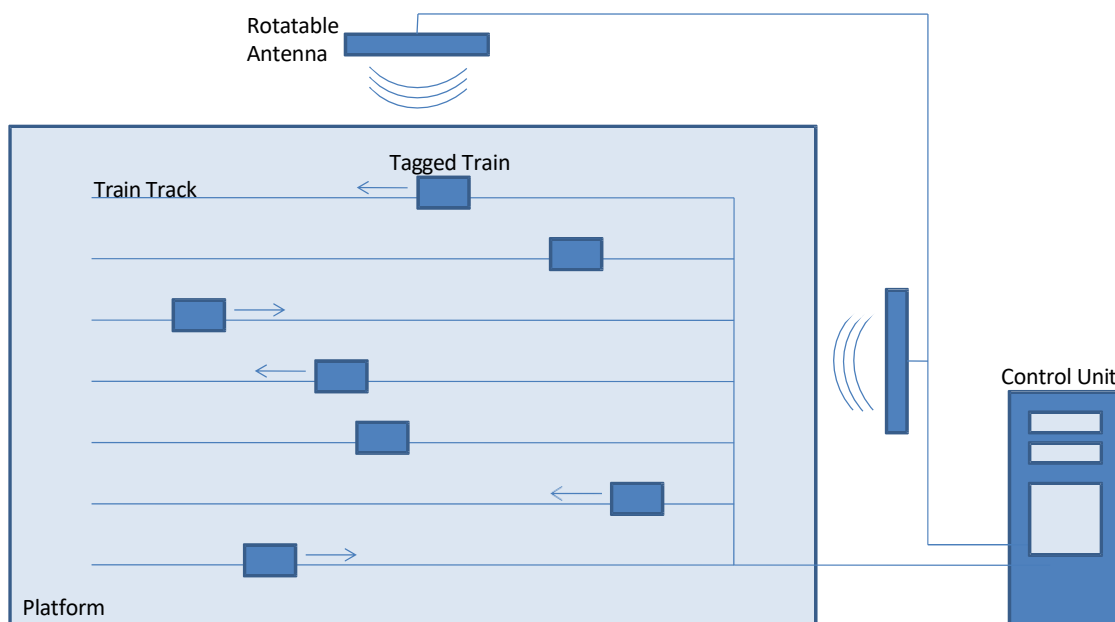 Rotatable
Antenna
Tagged Train
Train Track
Control Unit
Platform